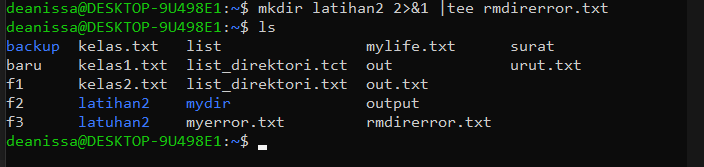 deanissa@DESKTOP-9U498E1:~$ mkdir latihan2 2>&1 |tee rmdirerror.txt
deanissa@DESKTOP-9U498E1:~$ ls
backup kelas.txt list mylife.txt surat
baru kelas1.txt list_direktori.tct out urut.txt
f1 kelas2.txt list_direktori.txt out.txt
f2 latihan2 mydir output
f3 latuhan2 myerror.txt rmdirerror.txt
deanissa@DESKTOP-9U498E1:~$